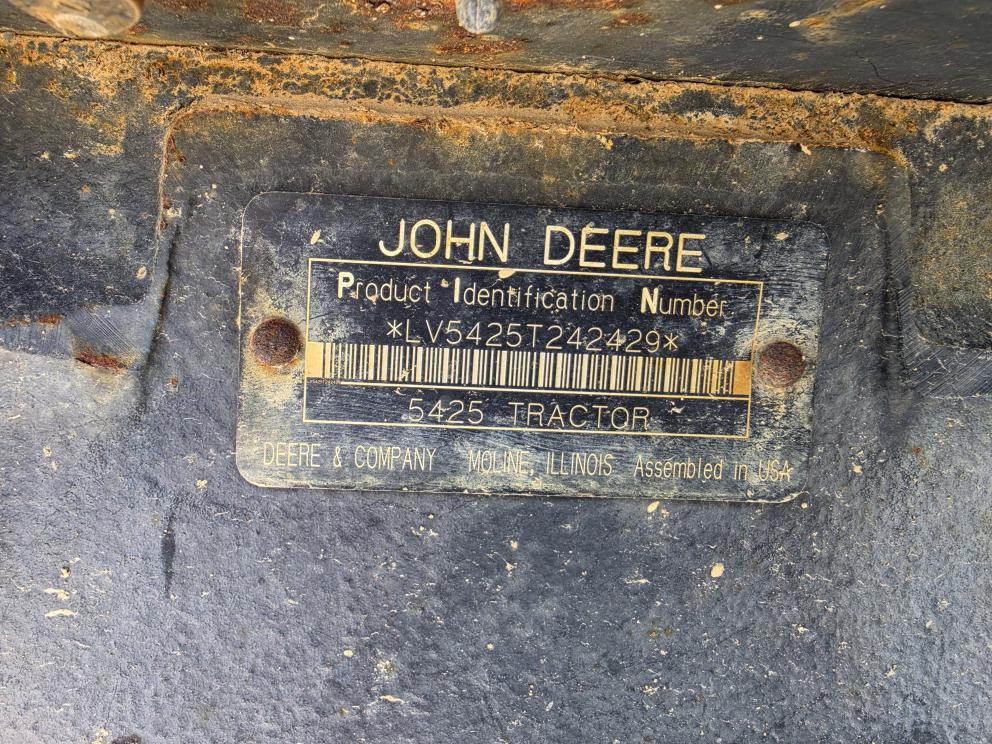 JOHN DEERE
Product Identification Number
*LV5425T242429*
5425 TRACTOR
DEERE & COMPANY MOLINE, ILLINOIS Assembled in USA